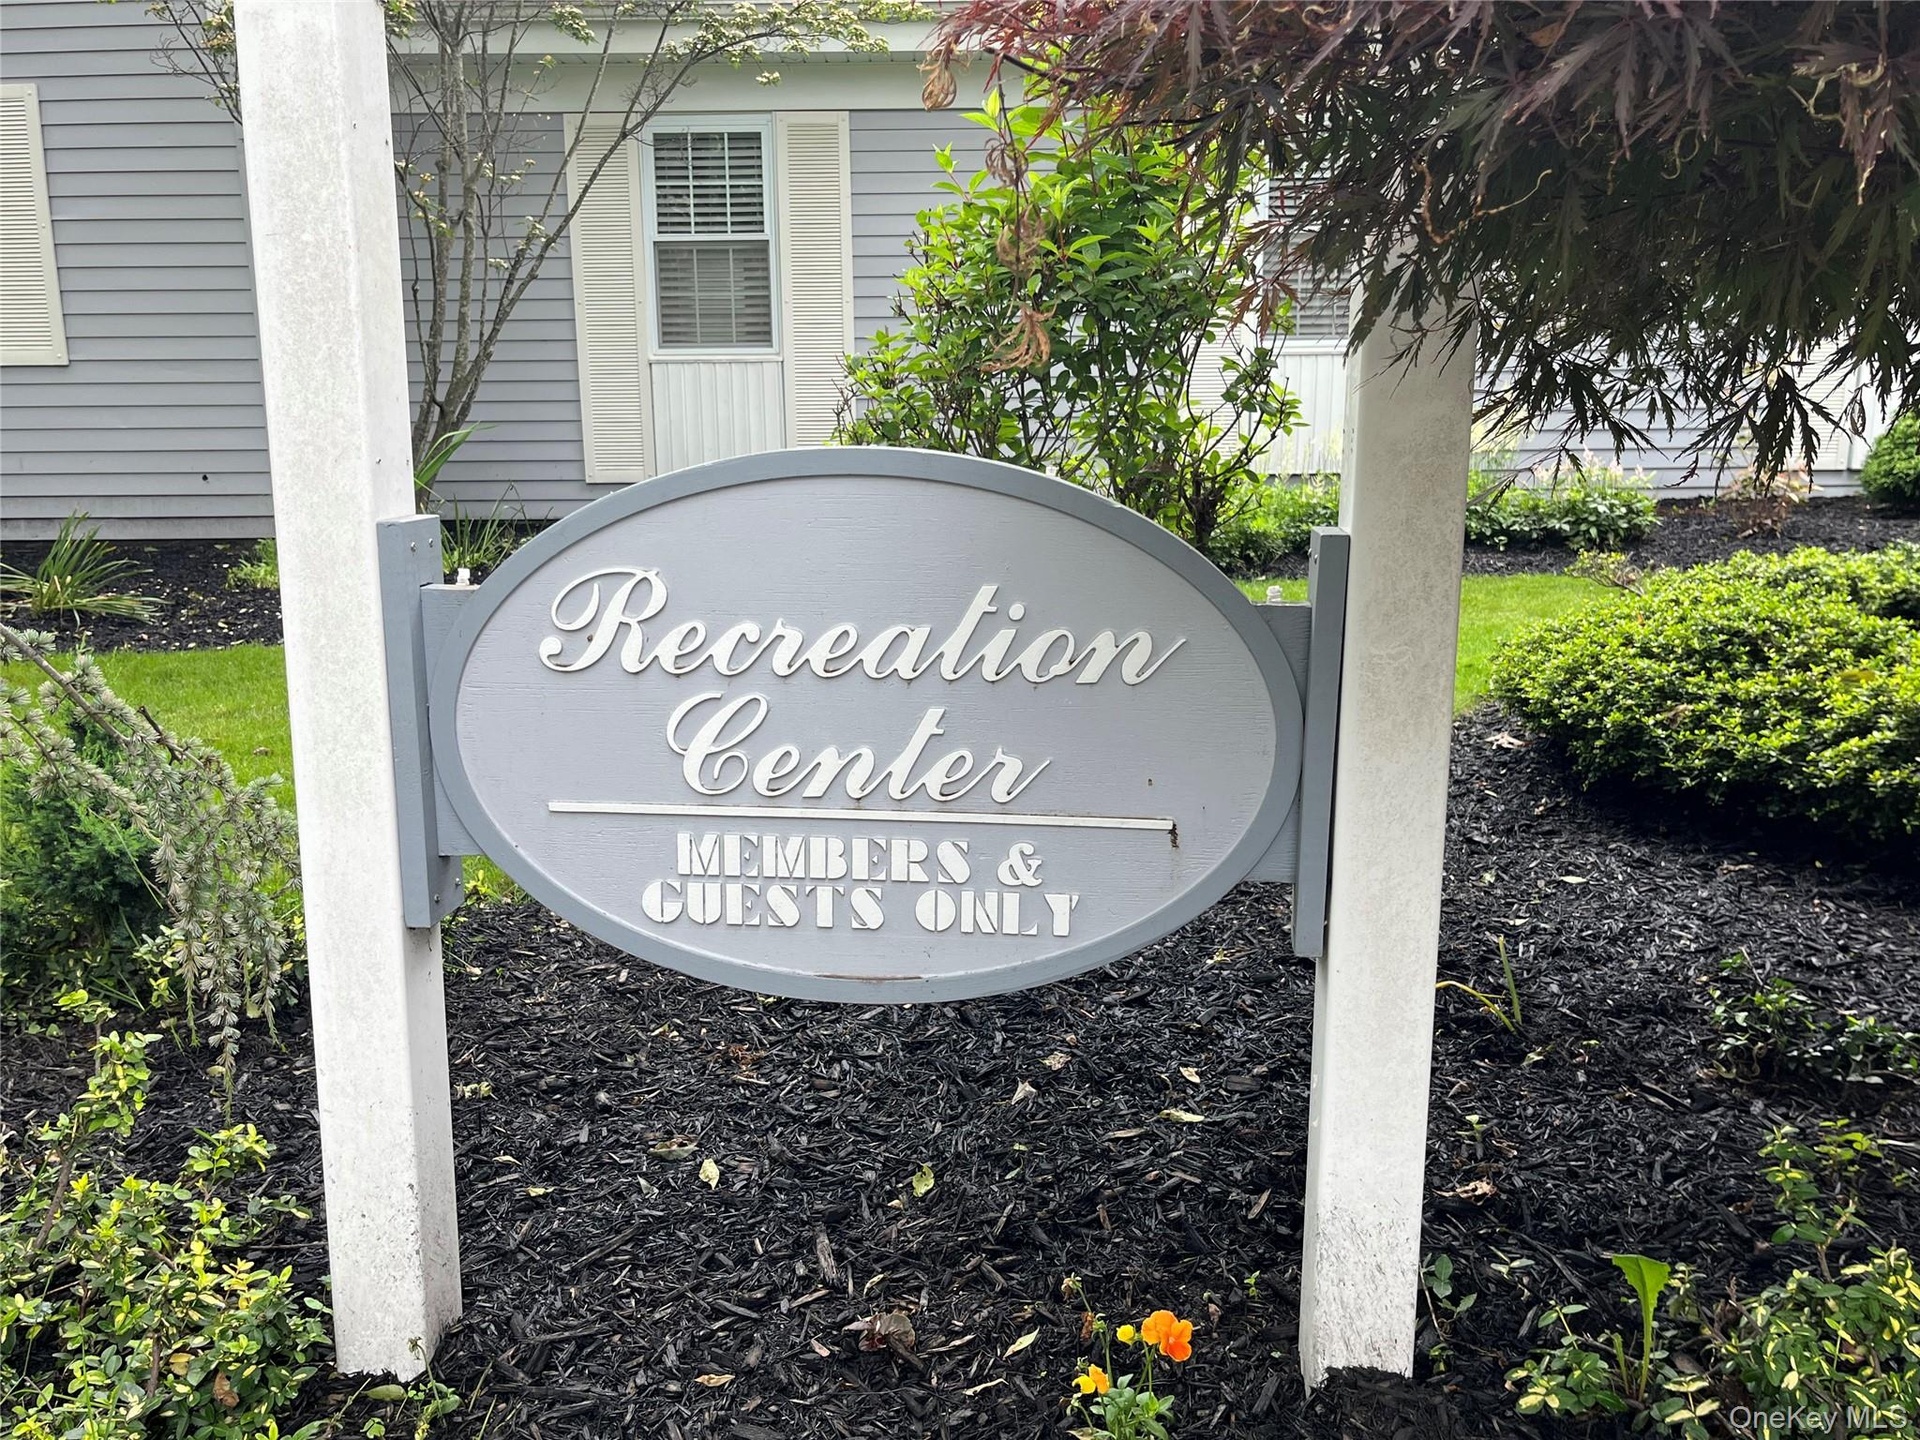 Recreation
Center
MEMBERS &
GUESTS ONLY
OneKey MLS